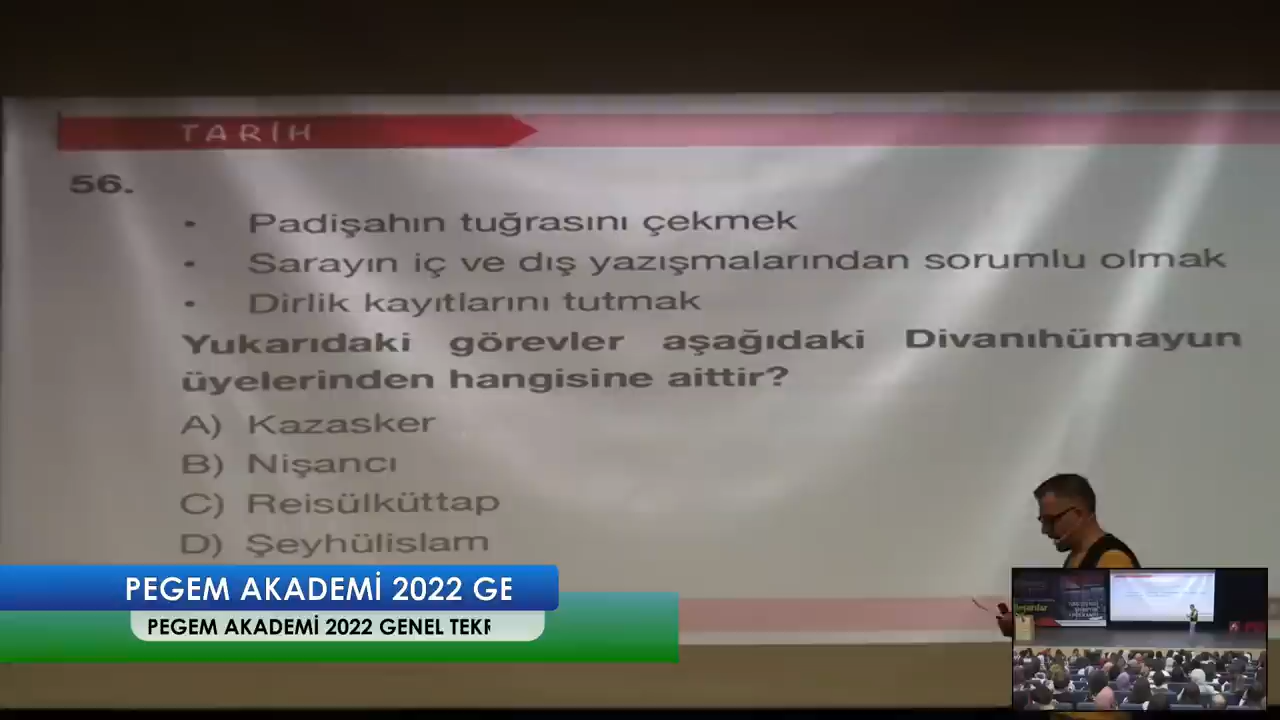 TARİH
56.
• Padişahın tuğrasını çekmek
• Sarayın iç ve dış yazışmalarından sorumlu olmak
• Dirlik kayıtlarını tutmak
Yukarıdaki görevler aşağıdaki Divanıhümayun
üyelerinden hangisine aittir?
A) Kazasker
B) Nişancı
C) Reisülküttap
D) Şeyhülislam
PEGEM AKADEMİ 2022 GE
PEGEM AKADEMİ 2022 GENEL TEKR